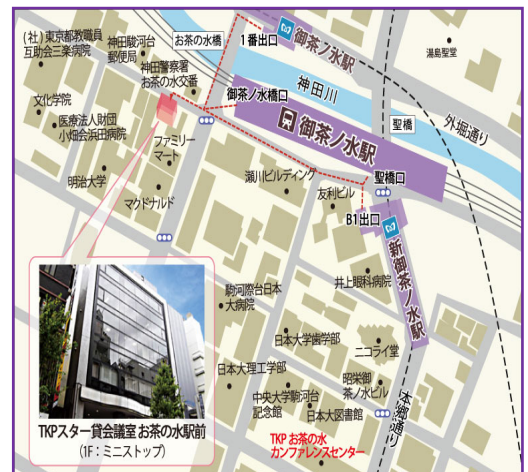 (社)東京都教職員
互助会三楽病院
神田駿河台
郵便局
お茶の水橋
1番出口
御茶ノ水駅
湯島聖堂
神田警察署
お茶の水交番
神田川
外堀通り
文化学院
御茶ノ水橋口
聖橋
医療法人財団
小畑会浜田病院
御茶ノ水駅
ファミリー
マート
明治大学
瀬川ビルディング
聖橋口
友利ビル
マクドナルド
B1出口
新御茶ノ水駅
井上眼科病院
駿河際台日本
大病院
日本大学歯学部
ニコライ堂
日本大理工学部
昭栄御
茶ノ水ビル
中央大学駿河台
記念館
日本大図書館
本郷通り
TKPスター貸会議室 お茶の水駅前
(1F:ミニストップ)
TKP お茶の水
カンファレンスセンター